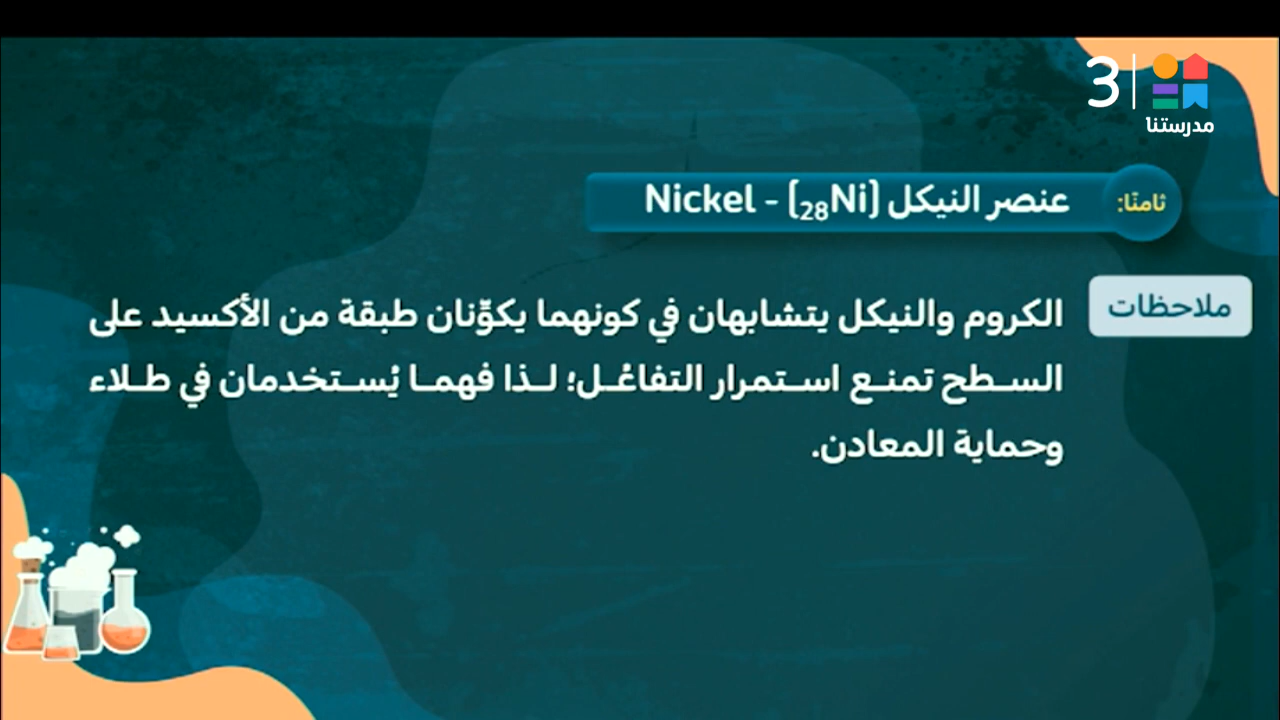 3
مدرستنا
ثامنًا:
عنصر النيكل [₂₈Ni] - Nickel
ملاحظات
الكروم والنيكل يتشابهان في كونهما يكوّنان طبقة من الأكسيد على
السطح تمنع استمرار التفاعُل؛ لذا فهما يُستخدمان في طلاء
وحماية المعادن.